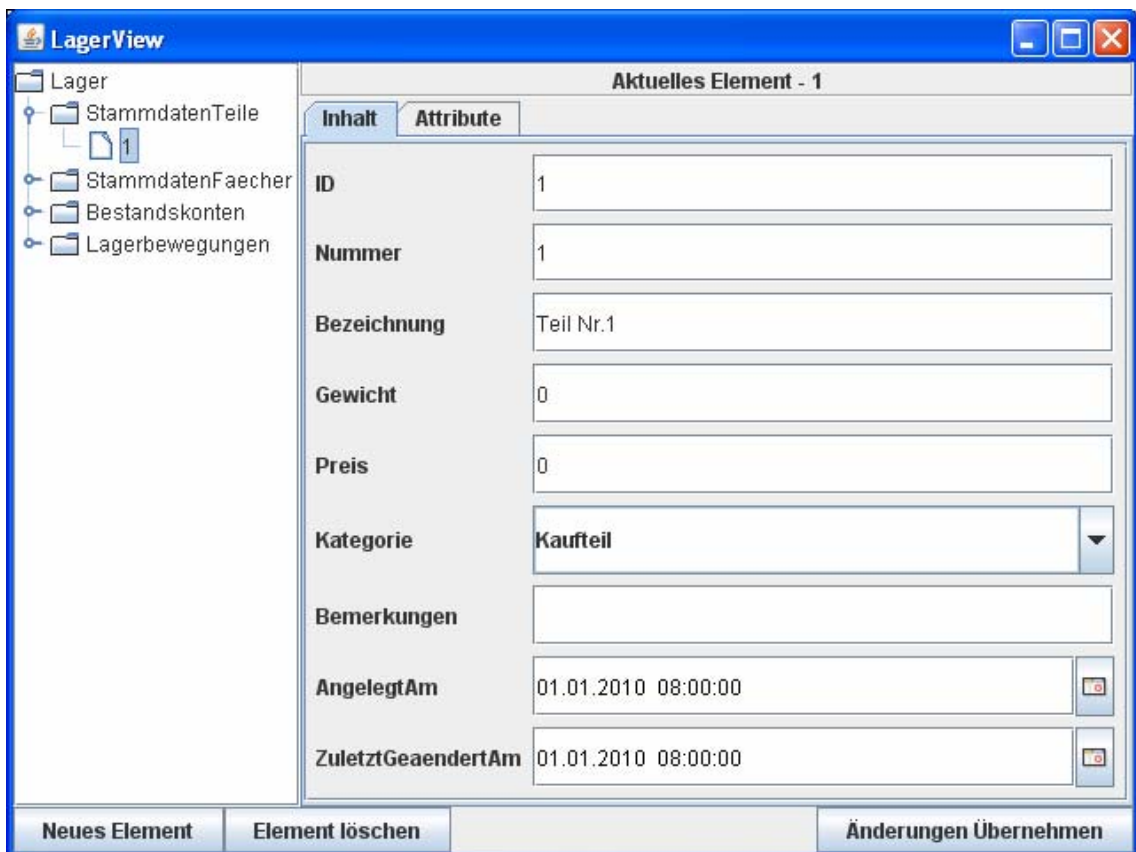 LagerView
Lager
StammdatenTeile
1
StammdatenFaecher
Bestandskonten
Lagerbewegungen
Aktuelles Element - 1
Inhalt Attribute
ID 1
Nummer 1
Bezeichnung Teil Nr.1
Gewicht 0
Preis 0
Kategorie Kaufteil
Bemerkungen
AngelegtAm 01.01.2010 08:00:00
ZuletztGeaendertAm 01.01.2010 08:00:00
Neues Element Element löschen Änderungen Übernehmen